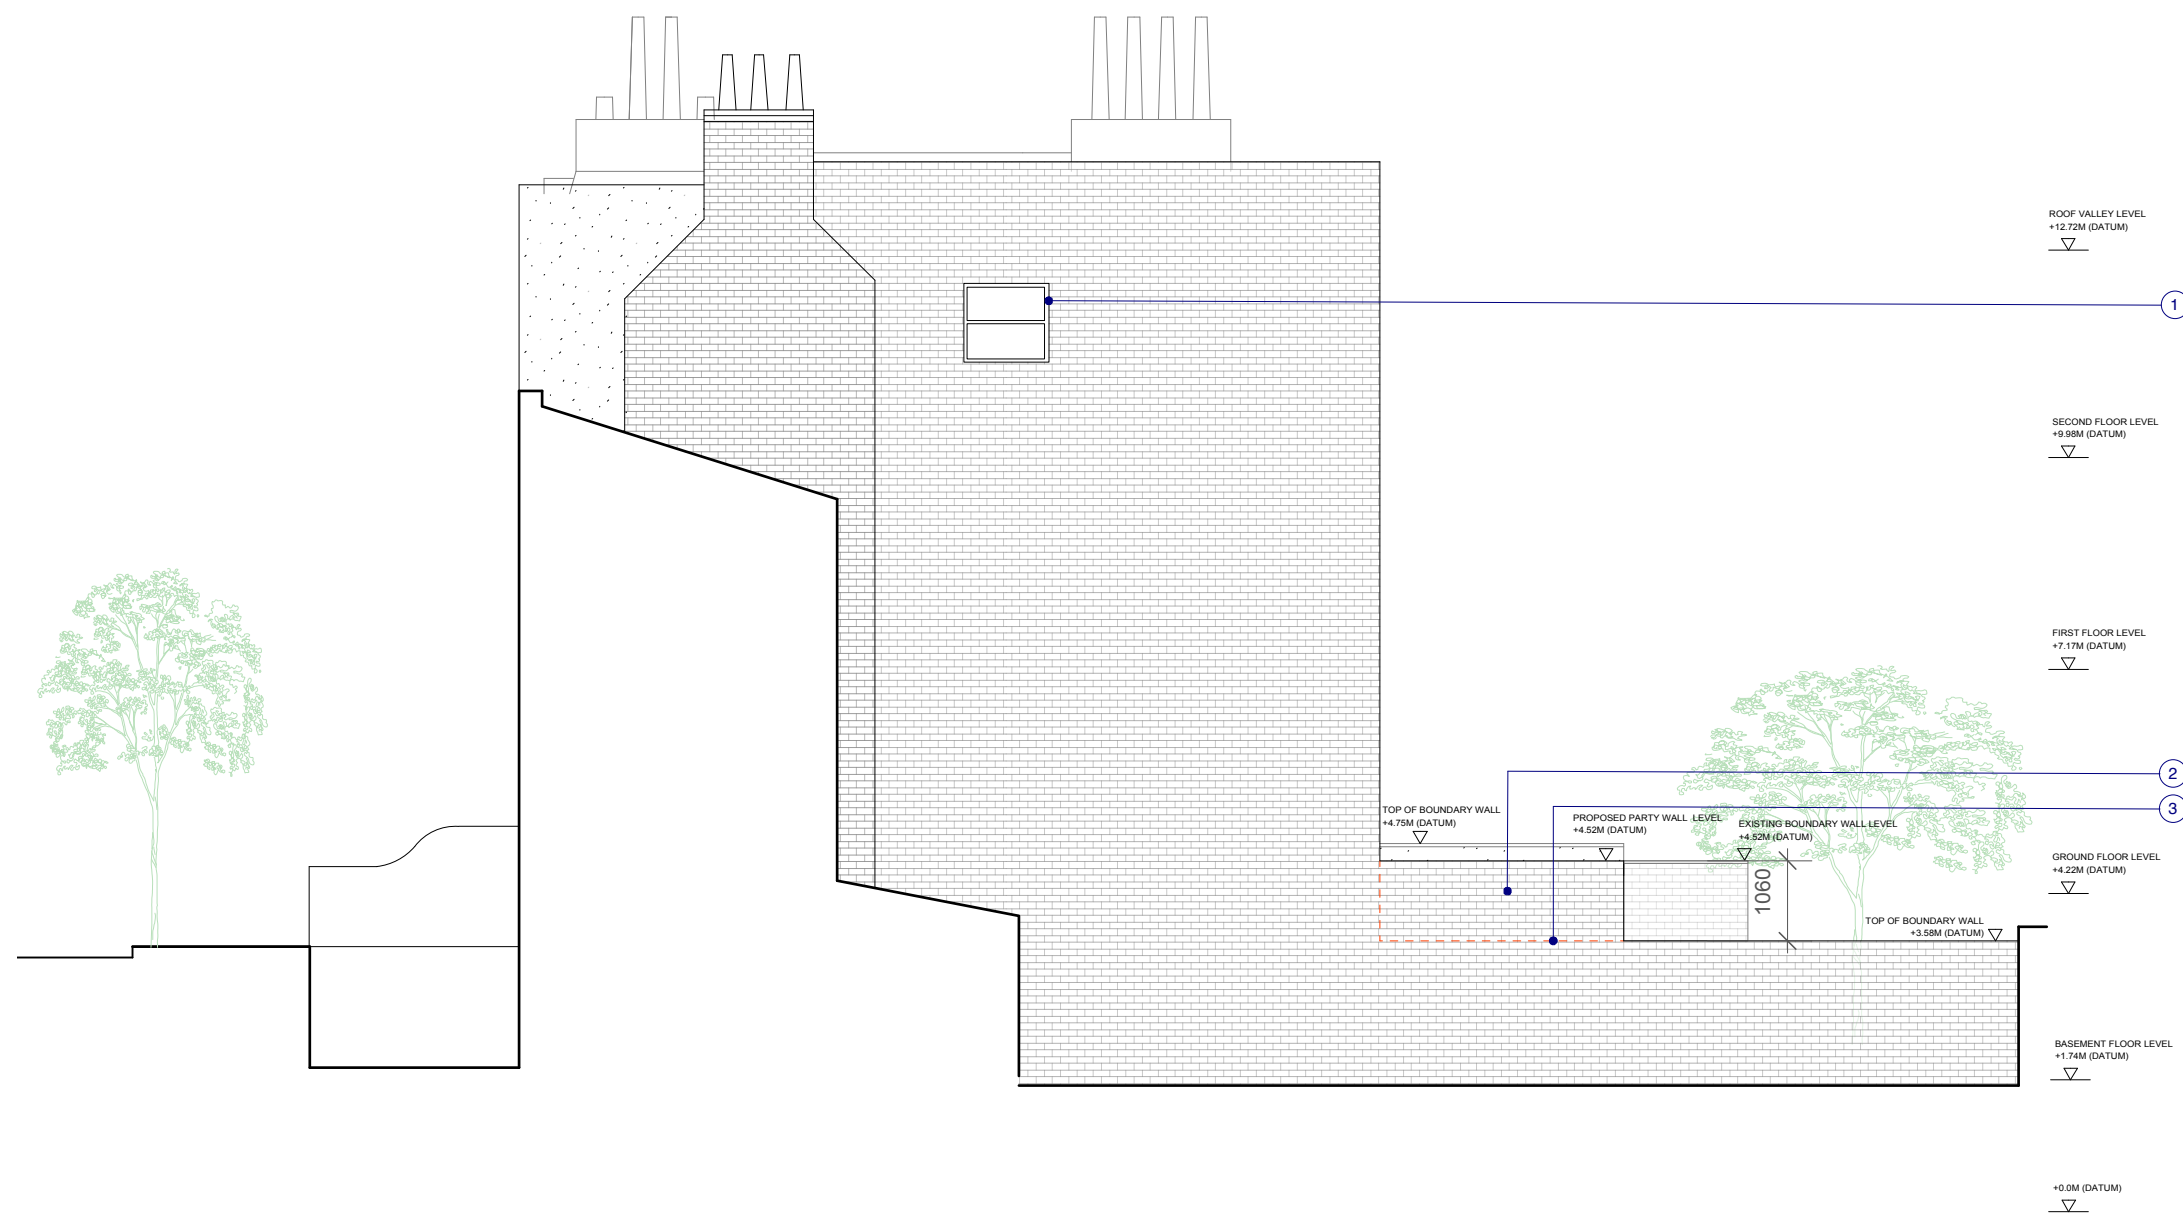 ROOF VALLEY LEVEL
+12.72M (DATUM)
1
SECOND FLOOR LEVEL
+9.98M (DATUM)
FIRST FLOOR LEVEL
+7.17M (DATUM)
2
3
TOP OF BOUNDARY WALL
+4.75M (DATUM)
PROPOSED PARTY WALL LEVEL
+4.52M (DATUM)
EXISTING BOUNDARY WALL LEVEL
+4.52M (DATUM)
GROUND FLOOR LEVEL
+4.22M (DATUM)
1060
TOP OF BOUNDARY WALL
+3.58M (DATUM)
BASEMENT FLOOR LEVEL
+1.74M (DATUM)
+0.0M (DATUM)